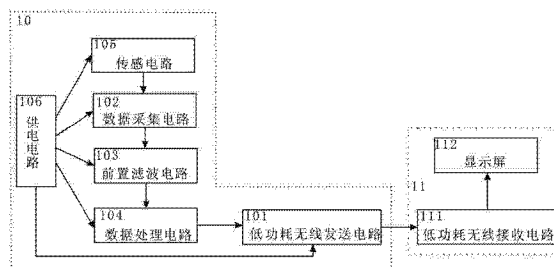 10
105
传感电路
106
供电电路
102
数据采集电路
103
前置滤波电路
104
数据处理电路
101
低功耗无线发送电路
112
显示屏
11
111
低功耗无线接收电路